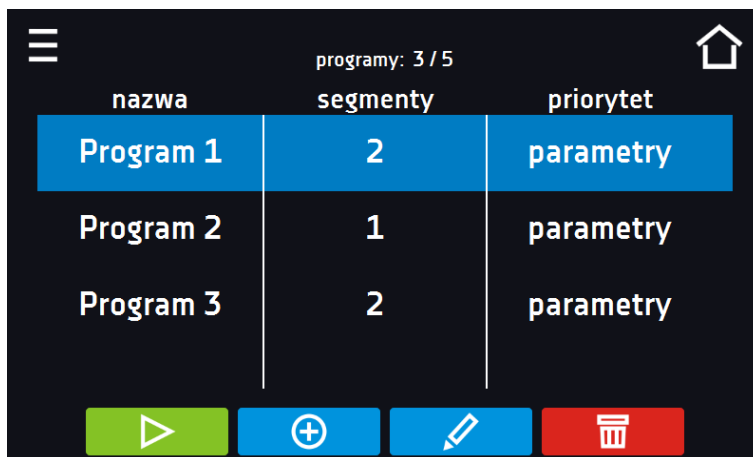 programy: 3 / 5
nazwa segmenty priorytet
Program 1 2 parametry
Program 2 1 parametry
Program 3 2 parametry